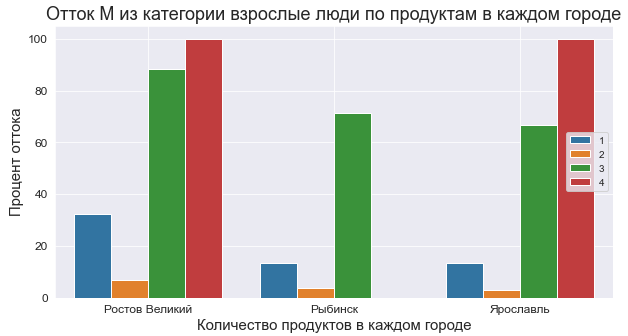 Отток М из категории взрослые люди по продуктам в каждом городе
Процент оттока
100
80
60
40
20
0
1
2
3
4
Ростов Великий
Рыбинск
Ярославль
Количество продуктов в каждом городе